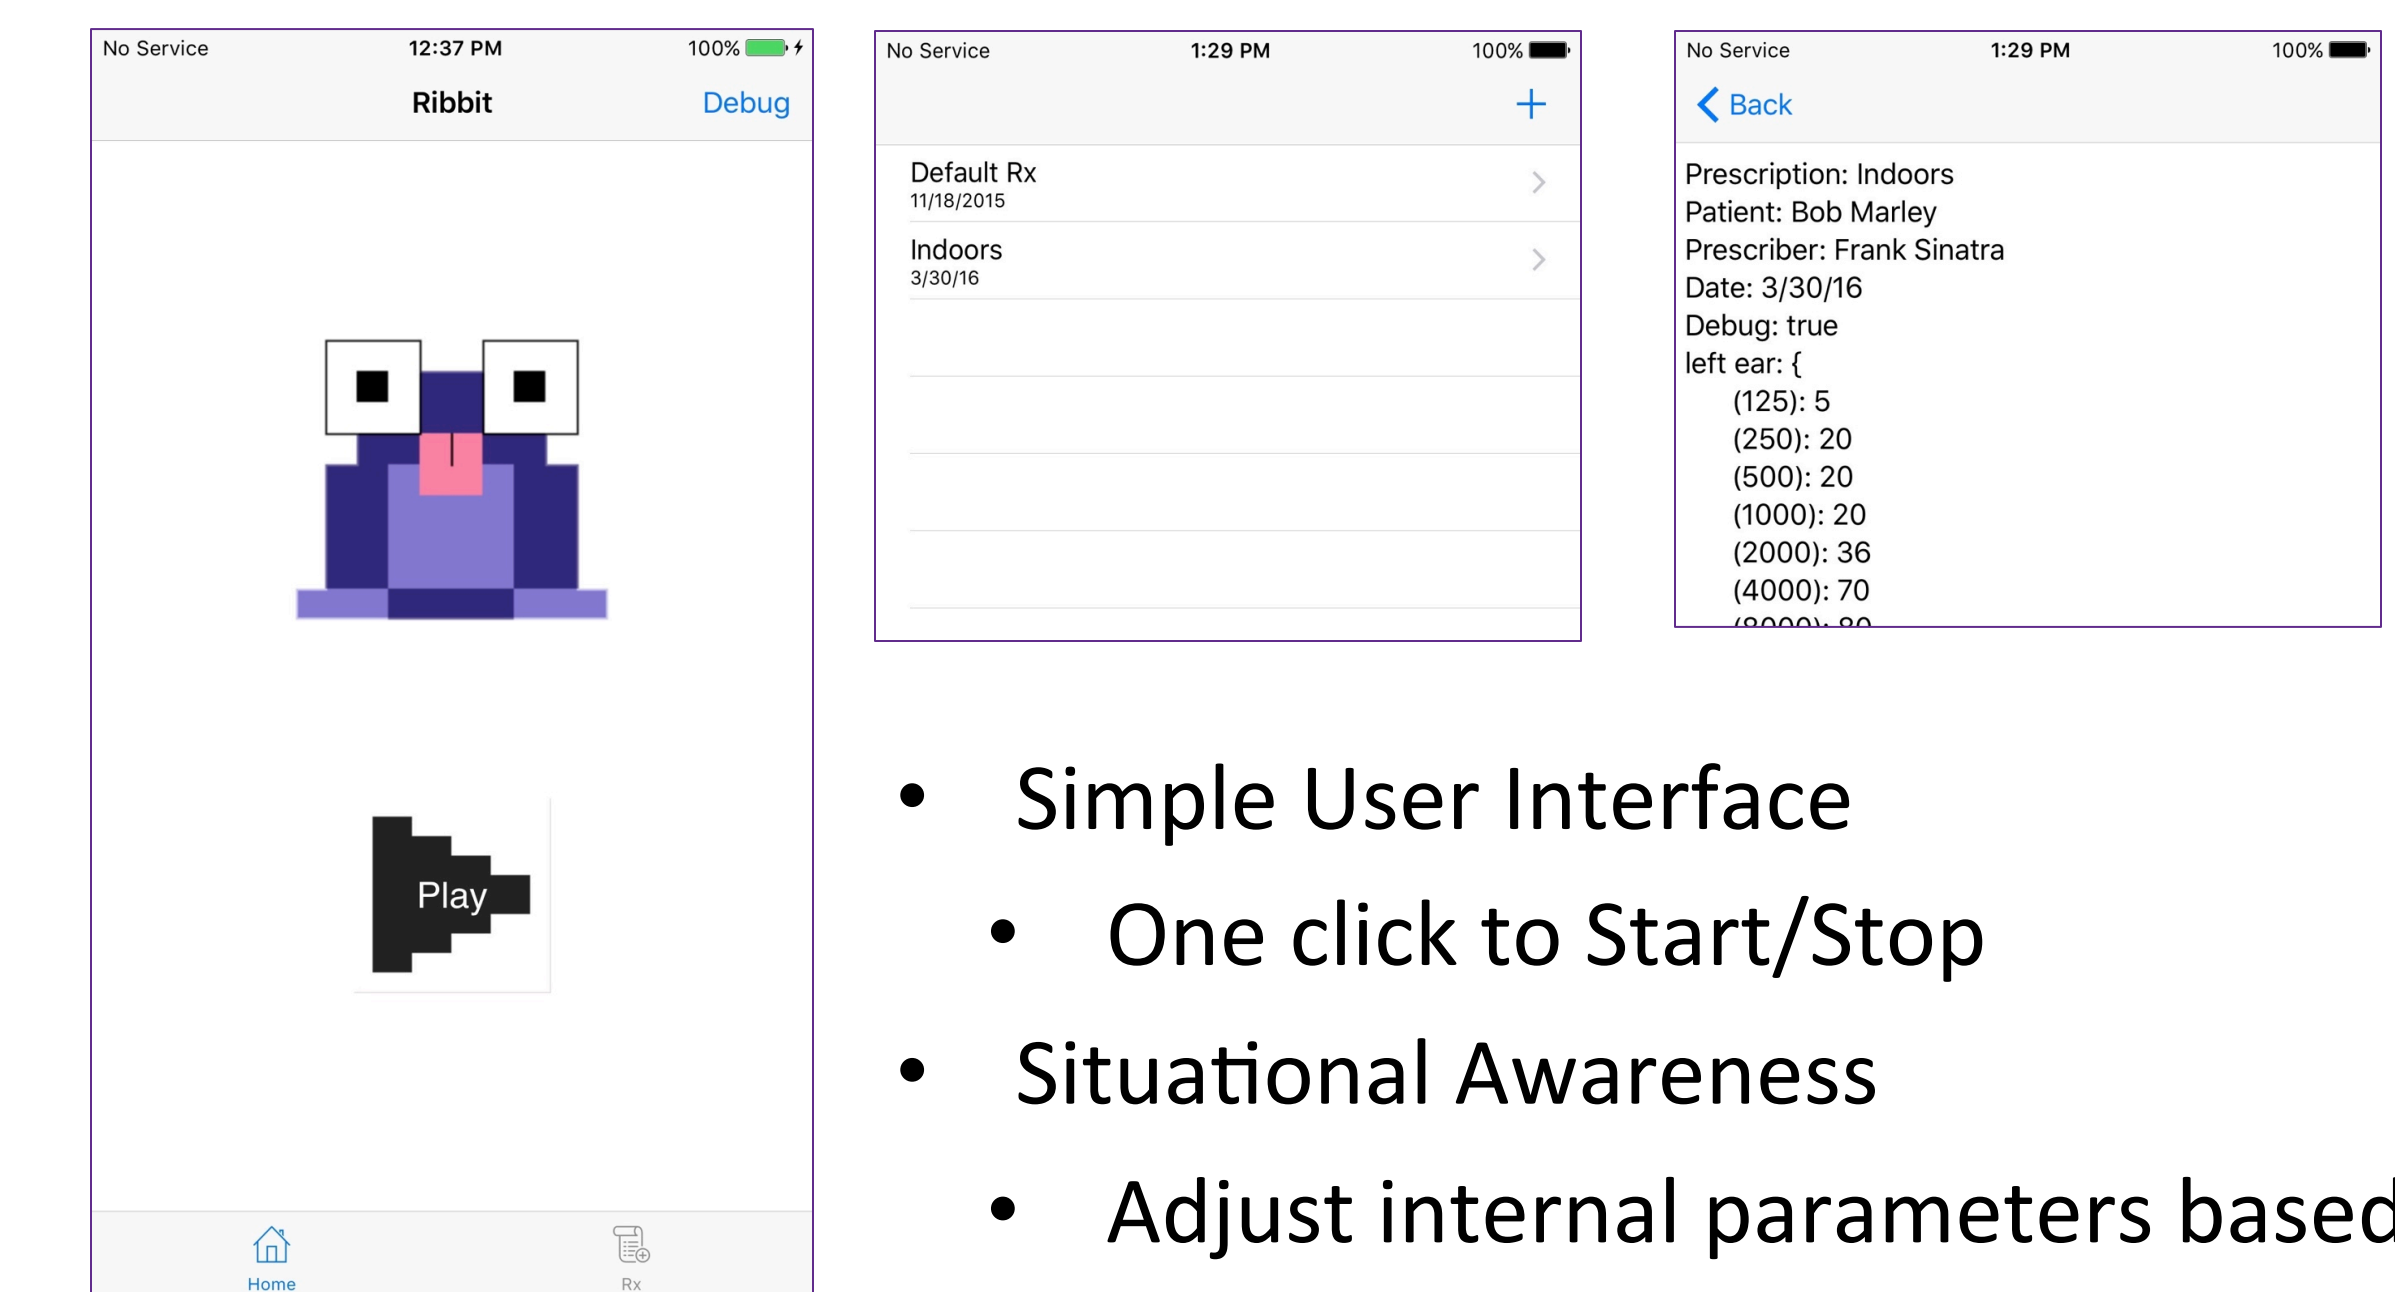 No Service 12:37 PM 100%
Ribbit Debug
Play
Home Rx
No Service 1:29 PM 100%
+
Default Rx
11/18/2015
Indoors
3/30/16
No Service 1:29 PM 100%
Back
Prescription: Indoors
Patient: Bob Marley
Prescriber: Frank Sinatra
Date: 3/30/16
Debug: true
left ear: {
(125): 5
(250): 20
(500): 20
(1000): 20
(2000): 36
(4000): 70
(8000): 80
• Simple User Interface
• One click to Start/Stop
• Situational Awareness
• Adjust internal parameters based